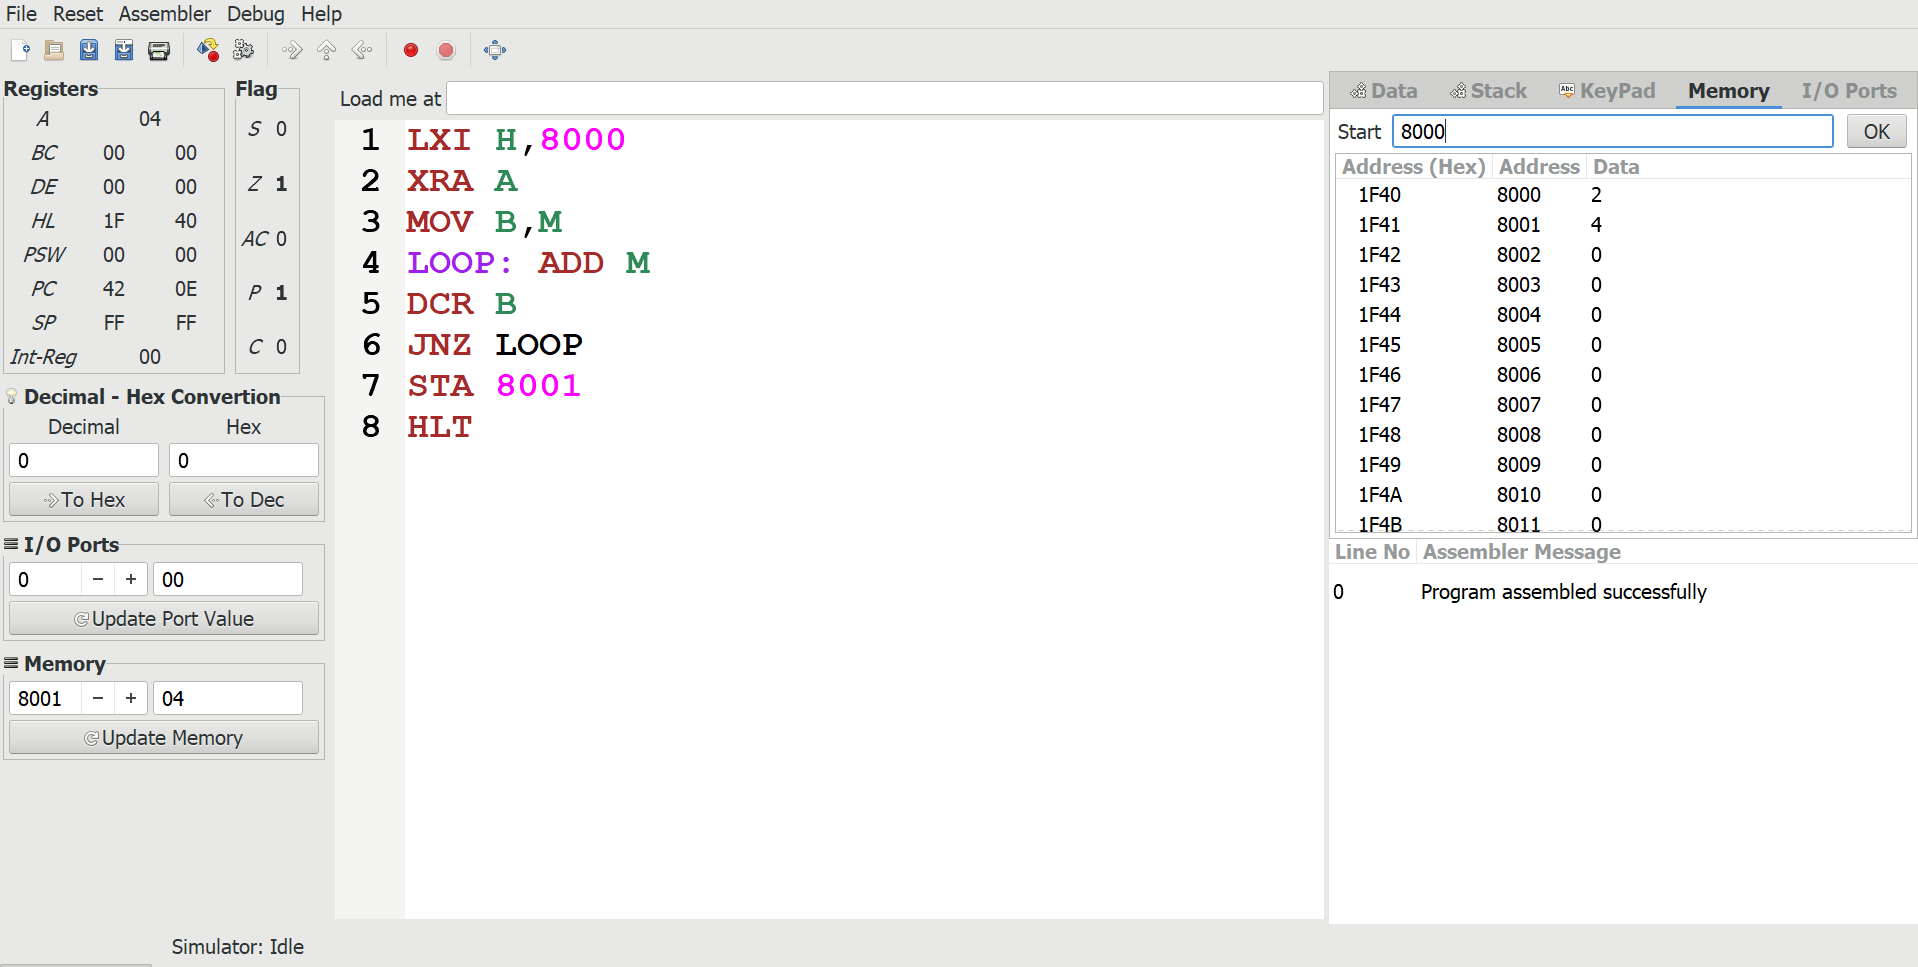 File Reset Assembler Debug Help
Registers
A 04
BC 00 00
DE 00 00
HL 1F 40
PSW 00 00
PC 42 0E
SP FF FF
Int-Reg 00
Flag
S 0
Z 1
AC 0
P 1
C 0
Decimal - Hex Convertion
Decimal Hex
0 0
To Hex To Dec
I/O Ports
0 − + 00
Update Port Value
Memory
8001 − + 04
Update Memory
Simulator: Idle
Load me at
1 LXI H,8000
2 XRA A
3 MOV B,M
4 LOOP: ADD M
5 DCR B
6 JNZ LOOP
7 STA 8001
8 HLT
Data Stack Abc KeyPad Memory I/O Ports
Start 8000 OK
Address (Hex) Address Data
1F40 8000 2
1F41 8001 4
1F42 8002 0
1F43 8003 0
1F44 8004 0
1F45 8005 0
1F46 8006 0
1F47 8007 0
1F48 8008 0
1F49 8009 0
1F4A 8010 0
1F4B 8011 0
Line No Assembler Message
0 Program assembled successfully